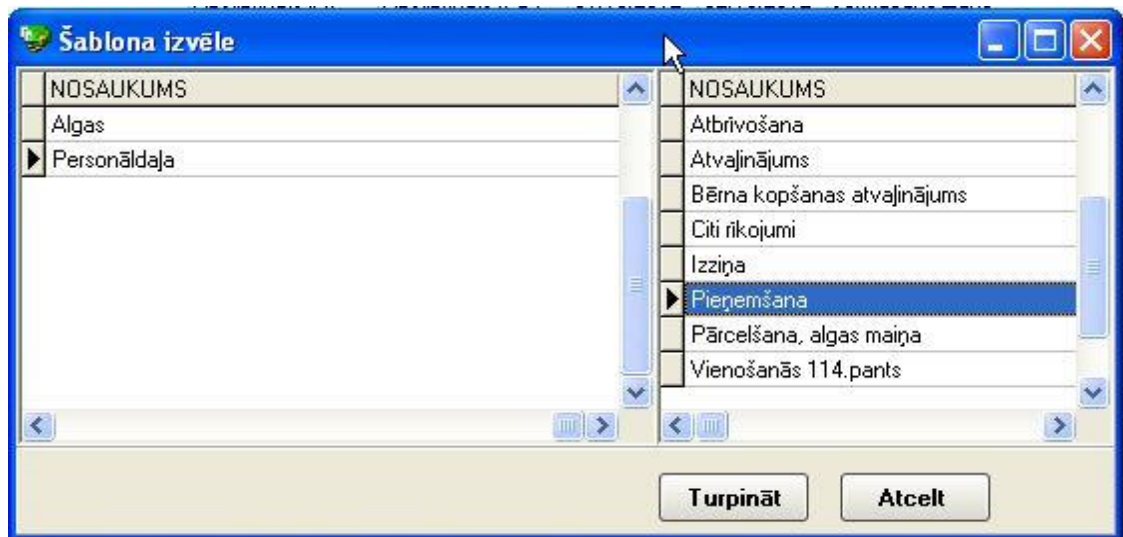 Šablona izvēle
NOSAUKUMS
Algas
Personāldaļa
NOSAUKUMS
Atbrīvošana
Atvaļinājums
Bērna kopšanas atvaļinājums
Citi rīkojumi
Izziņa
Pieņemšana
Pārcelšana, algas maiņa
Vienošanās 114.pants
Turpināt
Atcelt